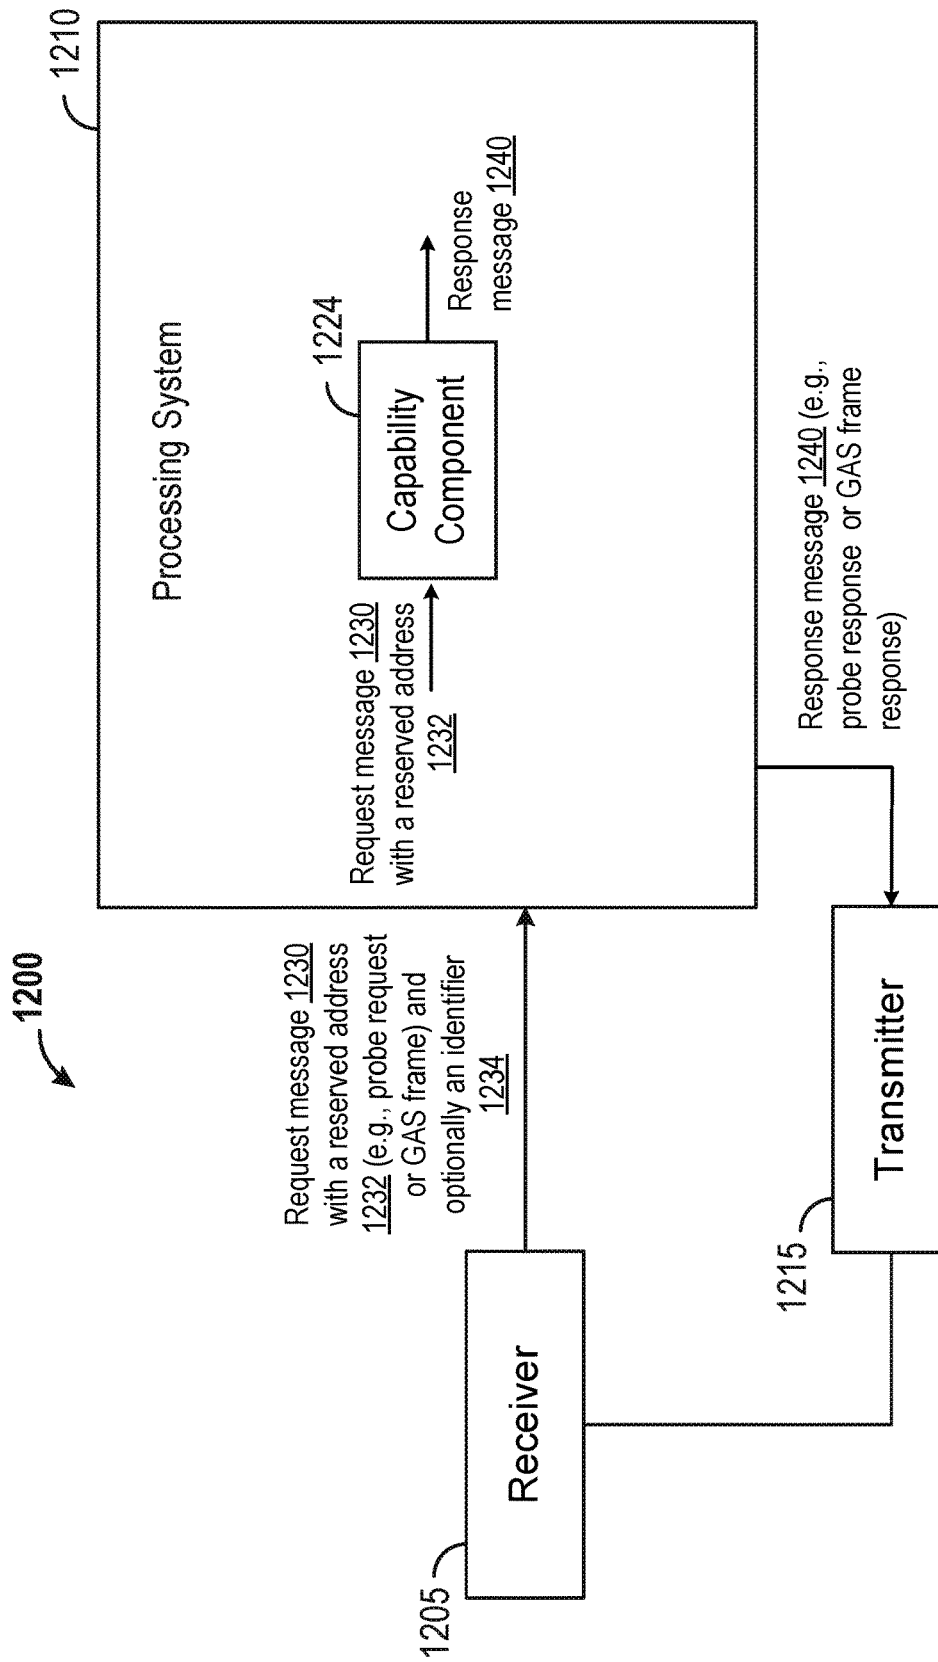 1200
1210
Processing System
1224
Capability
Component
Request message 1230
with a reserved address
1232
Response
message 1240
Request message 1230
with a reserved address
1232 (e.g., probe request
or GAS frame) and
optionally an identifier
1234
1205
Receiver
Response message 1240 (e.g.,
probe response or GAS frame
response)
1215
Transmitter